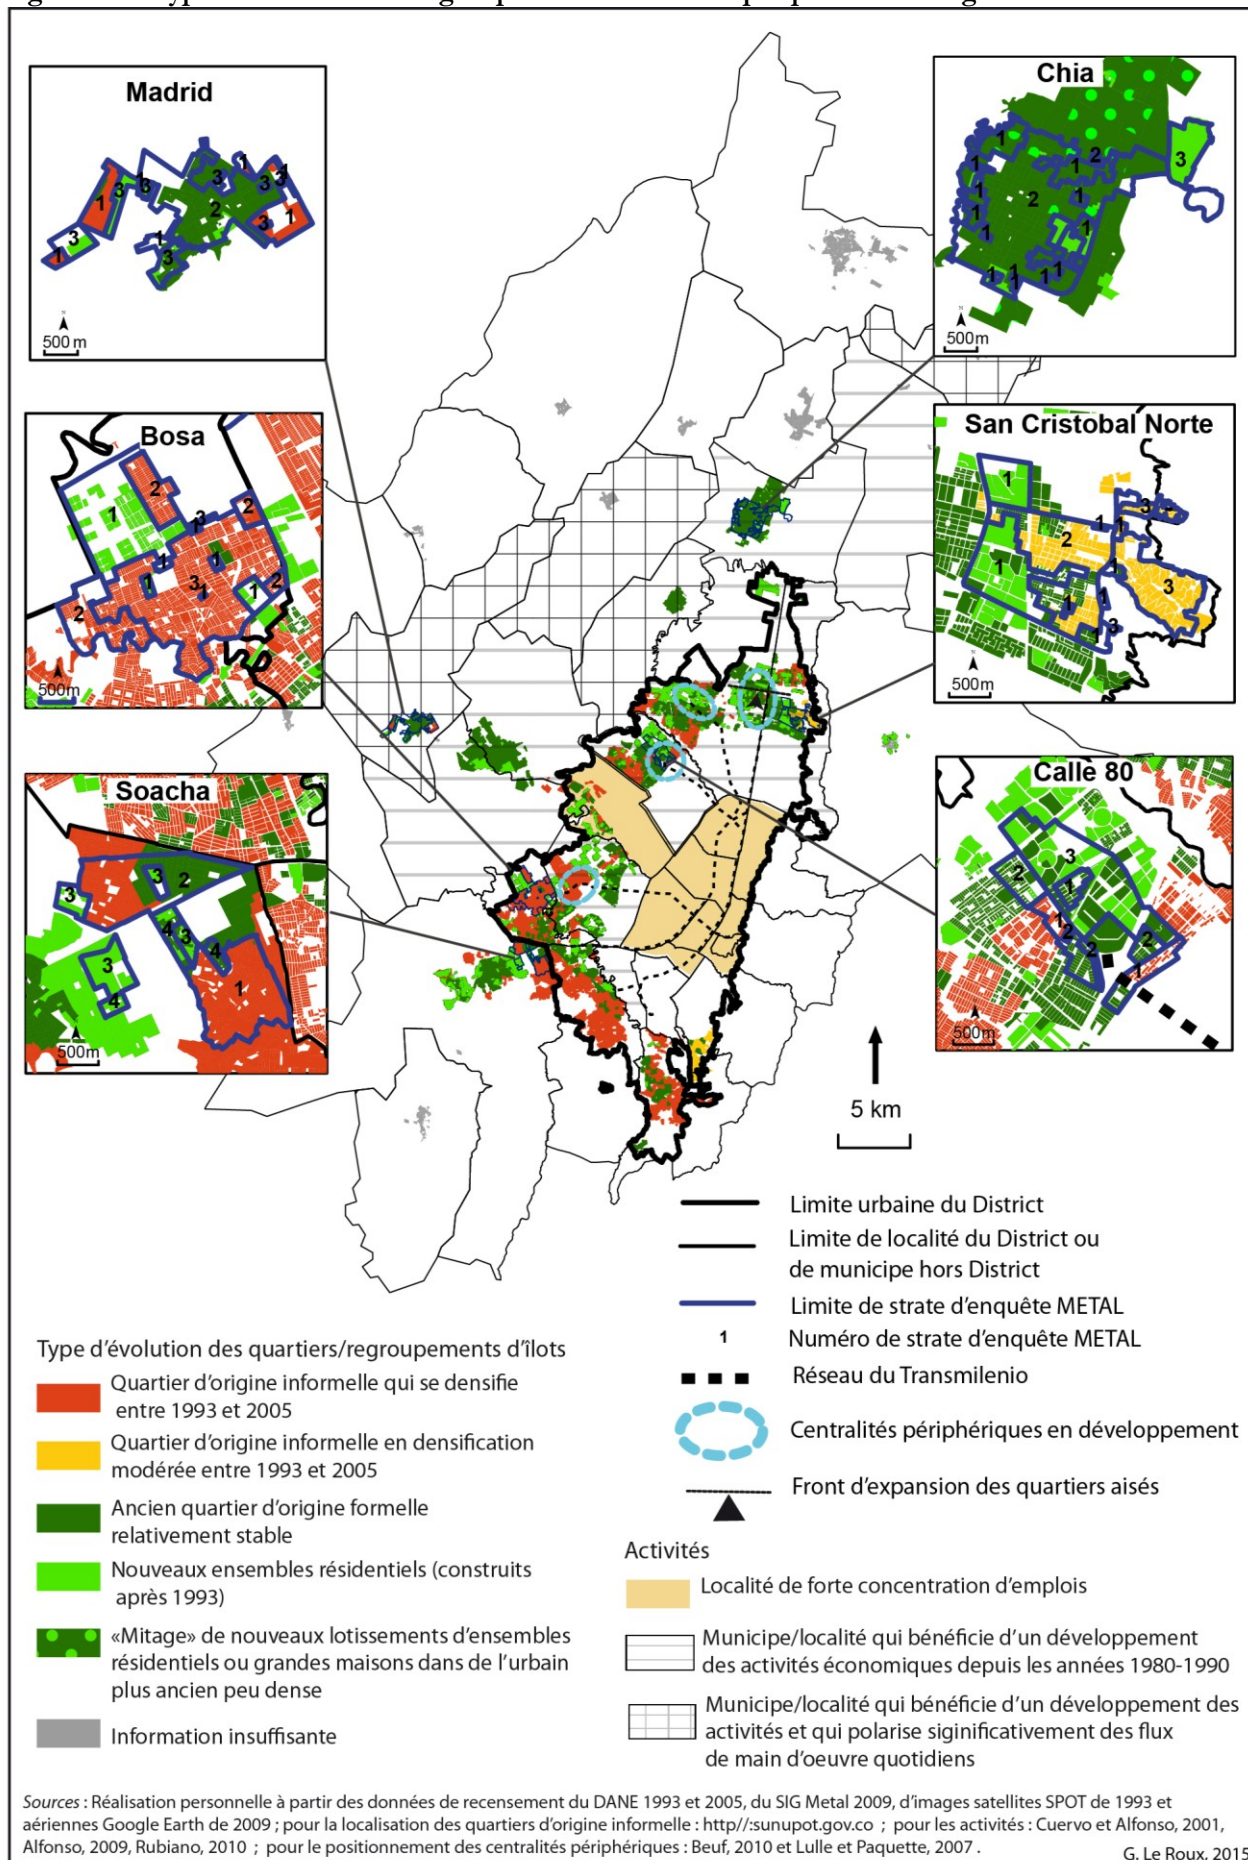 Madrid
500 m
Chia
500m
Bosa
500m
San Cristobal Norte
500m
Soacha
500m
Calle 80
500m
5 km
Limite urbaine du District
Limite de localité du District ou
de municipe hors District
Limite de strate d'enquête METAL
1 Numéro de strate d'enquête METAL
Réseau du Transmilenio
Centralités périphériques en développement
Front d'expansion des quartiers aisés
Type d'évolution des quartiers/regroupements d'îlots
Quartier d'origine informelle qui se densifie
entre 1993 et 2005
Quartier d'origine informelle en densification
modérée entre 1993 et 2005
Ancien quartier d'origine formelle
relativement stable
Nouveaux ensembles résidentiels (construits
après 1993)
«Mitage» de nouveaux lotissements d'ensembles
résidentiels ou grandes maisons dans de l'urbain
plus ancien peu dense
Information insuffisante
Activités
Localité de forte concentration d'emplois
Municipe/localité qui bénéficie d'un développement
des activités économiques depuis les années 1980-1990
Municipe/localité qui bénéficie d'un développement des
activités et qui polarise siginificativement des flux
de main d'oeuvre quotidiens
Sources : Réalisation personnelle à partir des données de recensement du DANE 1993 et 2005, du SIG Metal 2009, d'images satellites SPOT de 1993 et
aériennes Google Earth de 2009 ; pour la localisation des quartiers d'origine informelle : http//:sunupot.gov.co ; pour les activités : Cuervo et Alfonso, 2001,
Alfonso, 2009, Rubiano, 2010 ; pour le positionnement des centralités périphériques : Beuf, 2010 et Lulle et Paquette, 2007 .
G. Le Roux, 2015